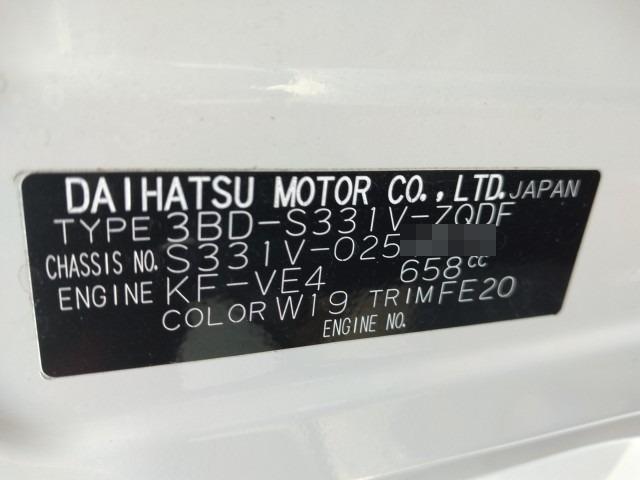 DAIHATSU MOTOR CO.,LTD. JAPAN
TYPE 3BD-S331V-ZQDF
CHASSIS NO. S331V-025
ENGINE KF-VE4 658cc
COLOR W19 TRIM FE20
ENGINE NO.